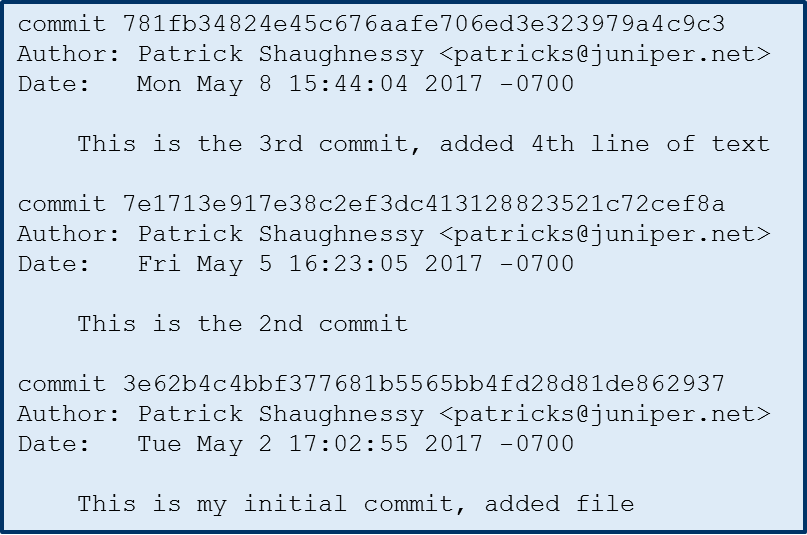 commit 781fb34824e45c676aafe706ed3e323979a4c9c3
Author: Patrick Shaughnessy <patricks@juniper.net>
Date:   Mon May 8 15:44:04 2017 -0700
    This is the 3rd commit, added 4th line of text
commit 7e1713e917e38c2ef3dc413128823521c72cef8a
Author: Patrick Shaughnessy <patricks@juniper.net>
Date:   Fri May 5 16:23:05 2017 -0700
    This is the 2nd commit
commit 3e62b4c4bbf377681b5565bb4fd28d81de862937
Author: Patrick Shaughnessy <patricks@juniper.net>
Date:   Tue May 2 17:02:55 2017 -0700
    This is my initial commit, added file